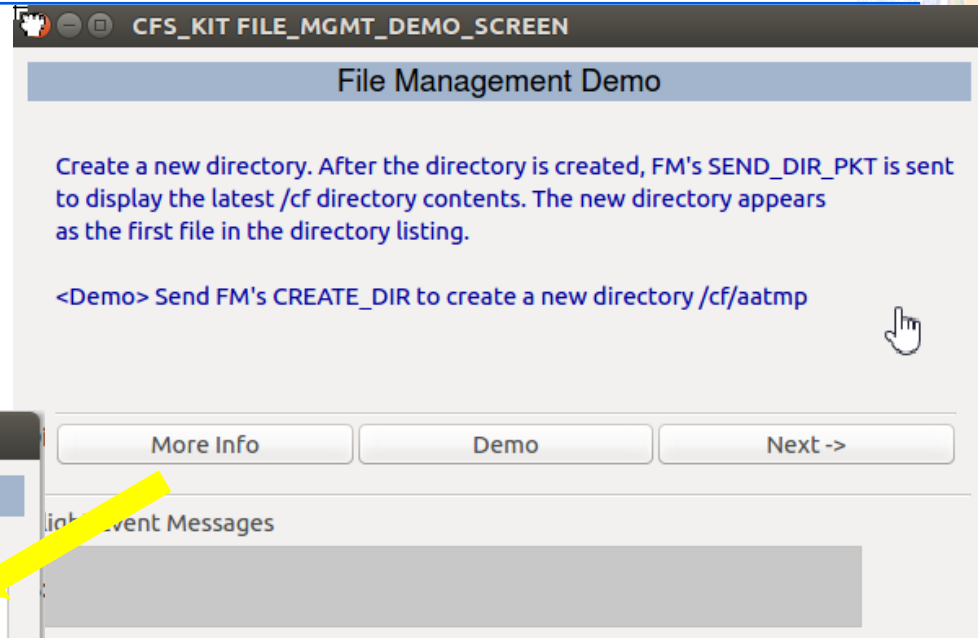 CFS_KIT FILE_MGMT_DEMO_SCREEN
File Management Demo
Create a new directory. After the directory is created, FM's SEND_DIR_PKT is sent
to display the latest /cf directory contents. The new directory appears
as the first file in the directory listing.
<Demo> Send FM's CREATE_DIR to create a new directory /cf/aatmp
More Info
Demo
Next ->
Event Messages